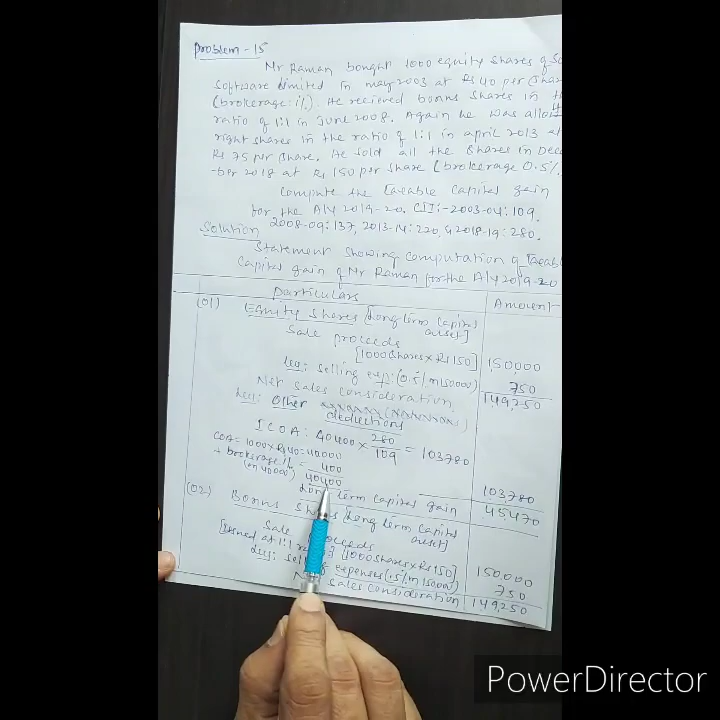 Problem - 15
Mr Raman bought 1000 equity shares of So
software limited in may 2003 at Rs 40 per share
(brokerage: 1%). He recieved bonus shares in th
ratio of 1:1 in June 2008. Again he was allott
right shares in the ratio of 1:1 in april 2013 at
Rs 75 per share. He sold all the shares in Dece
-ber 2018 at Rs 150 per share (brokerage 0.5%.
Compute the taxable capital gain
for the A/y 2019-20. CII:-2003-04: 109,
2008-09: 137, 2013-14: 220 & 2018-19: 280.
Solution
Statement showing computation of Taxabl
Capital gain of Mr Raman for the A/y 2019-20
Particulars Amount
(01) Equity Shares [Long term Capital
asset]
Sale proceeds
[1000 shares x Rs 150] 150000
Less: selling exp: (0.5/m 150000) 750
Net sales consideration 149250
Less: Other
deductions
ICOA: 40400 x 280/109 = 103780 103780
COA = 1000 x Rs 40 = 40000
+ brokerage 1% = 400
(on 40000) 40400
Long term capital gain 45470
(02) Bonus Shares [Long term Capital
asset]
Sale proceeds
[issued at 1:1 ] [1000 shares x Rs 150] 150000
Less: selling expenses (.5/m 150000) 750
Net sales consideration 149250
PowerDirector